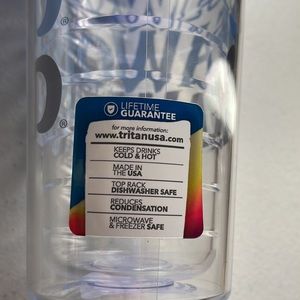 LIFETIME
GUARANTEE
for more information:
www.tritanusa.com
KEEPS DRINKS
COLD & HOT
MADE IN
THE USA
TOP RACK
DISHWASHER SAFE
REDUCES
CONDENSATION
MICROWAVE
& FREEZER SAFE